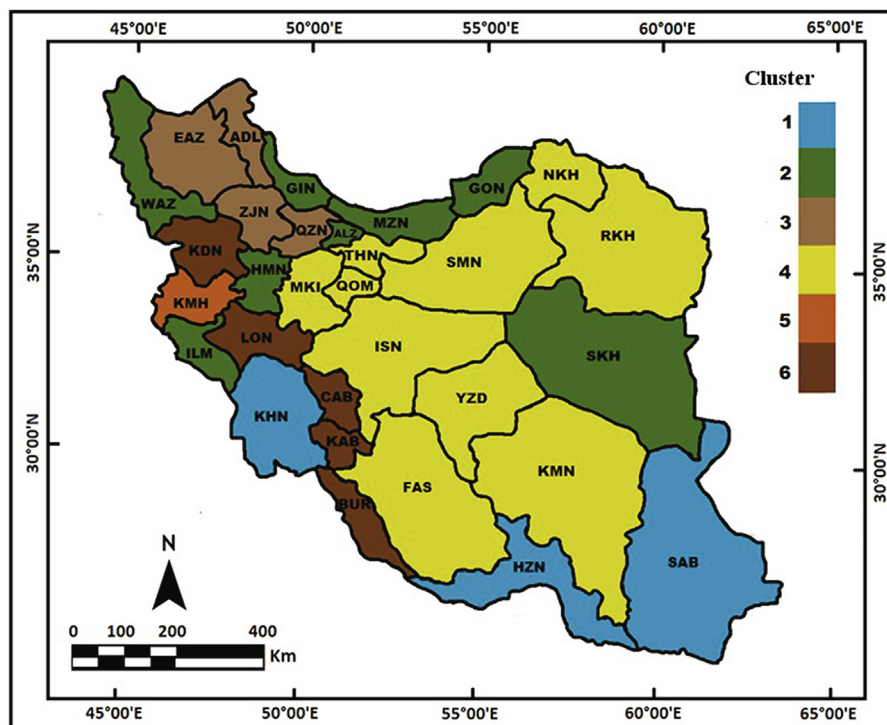 45°00'E 50°00'E 55°00'E 60°00'E 65°00'E
Cluster
1
2
3
4
5
6
EAZ
ADL
WAZ
GIN
ZJN
QZN
ALZ
MZN
GON
NKH
RKH
KDN
HMN
THN
SMN
MKI
QOM
KMH
ILM
LON
ISN
SKH
KHN
CAB
YZD
KAB
BUR
FAS
KMN
HZN
SAB
35°00'N
30°00'N
35°00'N
30°00'N
N
0 100 200 400
Km
45°00'E 50°00'E 55°00'E 60°00'E 65°00'E